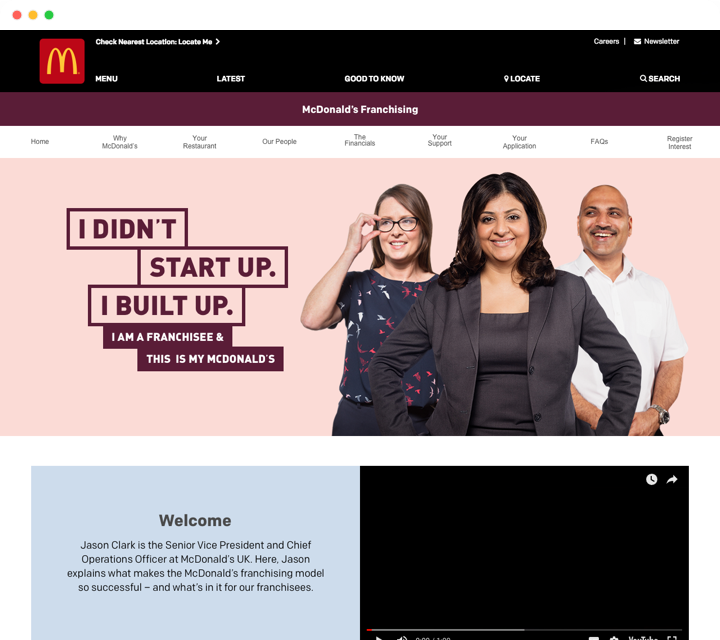 Check Nearest Location: Locate Me
Careers | Newsletter
MENU
LATEST
GOOD TO KNOW
LOCATE
SEARCH
McDonald's Franchising
Home
Why
McDonald's
Your
Restaurant
Our People
The
Financials
Your
Support
Your
Application
FAQs
Register
Interest
I DIDN'T
START UP.
I BUILT UP.
I AM A FRANCHISEE &
THIS IS MY MCDONALD'S
Welcome
Jason Clark is the Senior Vice President and Chief
Operations Officer at McDonald's UK. Here, Jason
explains what makes the McDonald's franchising model
so successful – and what's in it for our franchisees.
0:00 / 1:00
YouTube